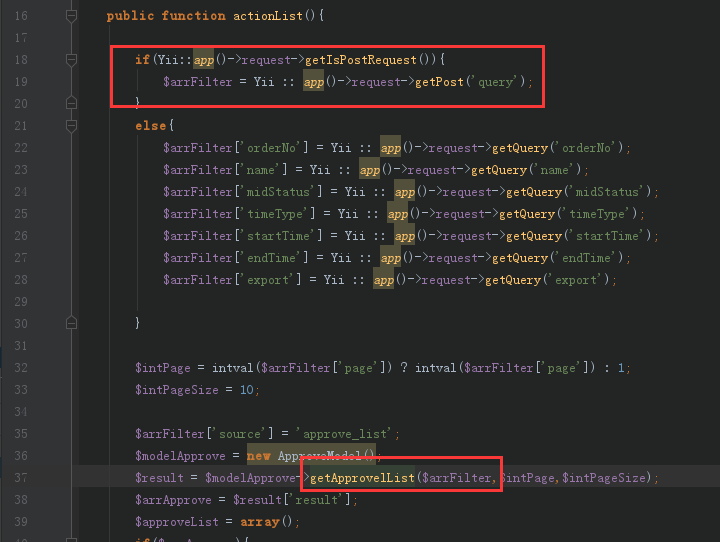 16 public function actionList(){
17
18 if(Yii::app()->request->getIsPostRequest()){
19 $arrFilter = Yii :: app()->request->getPost('query');
20 }
21 else{
22 $arrFilter['orderNo'] = Yii :: app()->request->getQuery('orderNo');
23 $arrFilter['name'] = Yii :: app()->request->getQuery('name');
24 $arrFilter['midStatus'] = Yii :: app()->request->getQuery('midStatus');
25 $arrFilter['timeType'] = Yii :: app()->request->getQuery('timeType');
26 $arrFilter['startTime'] = Yii :: app()->request->getQuery('startTime');
27 $arrFilter['endTime'] = Yii :: app()->request->getQuery('endTime');
28 $arrFilter['export'] = Yii :: app()->request->getQuery('export');
29
30 }
31
32 $intPage = intval($arrFilter['page']) ? intval($arrFilter['page']) : 1;
33 $intPageSize = 10;
34
35 $arrFilter['source'] = 'approve_list';
36 $modelApprove = new ApproveModel();
37 $result = $modelApprove->getApprovelList($arrFilter,$intPage,$intPageSize);
38 $arrApprove = $result['result'];
39 $approveList = array();
40